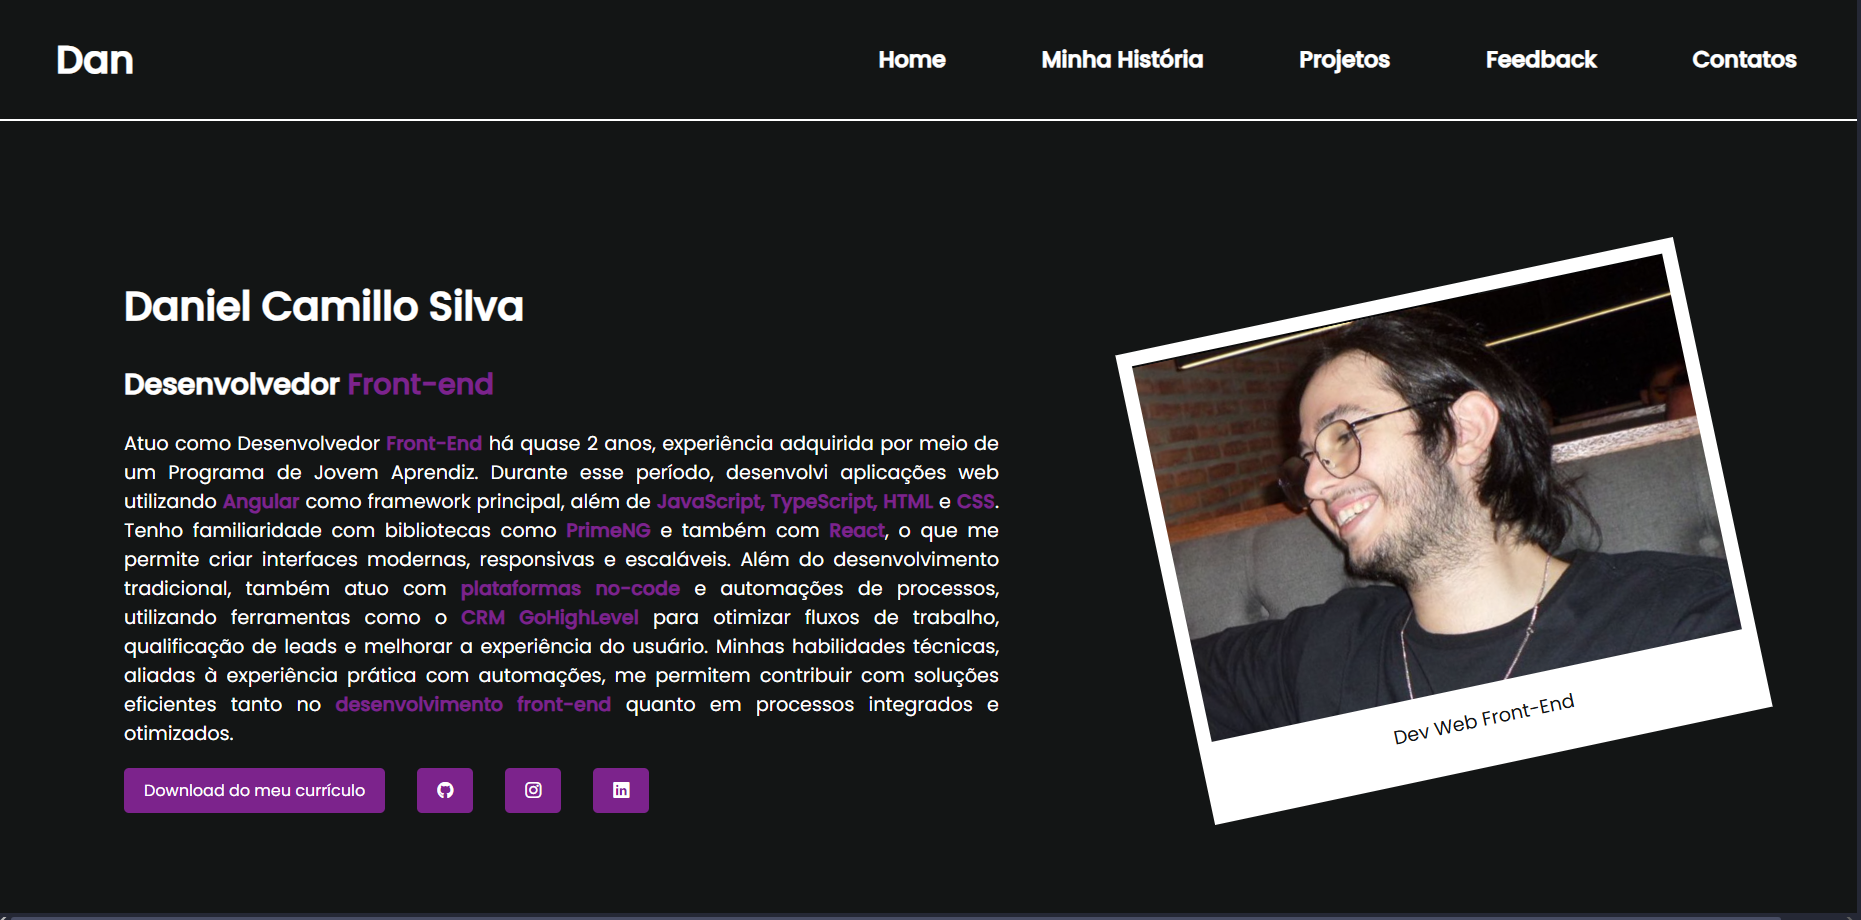 Dan
Home
Minha História
Projetos
Feedback
Contatos
Daniel Camillo Silva
Desenvolvedor Front-end
Atuo como Desenvolvedor Front-End há quase 2 anos, experiência adquirida por meio de
um Programa de Jovem Aprendiz. Durante esse período, desenvolvi aplicações web
utilizando Angular como framework principal, além de JavaScript, TypeScript, HTML e CSS.
Tenho familiaridade com bibliotecas como PrimeNG e também com React, o que me
permite criar interfaces modernas, responsivas e escaláveis. Além do desenvolvimento
tradicional, também atuo com plataformas no-code e automações de processos,
utilizando ferramentas como o CRM GoHighLevel para otimizar fluxos de trabalho,
qualificação de leads e melhorar a experiência do usuário. Minhas habilidades técnicas,
aliadas à experiência prática com automações, me permitem contribuir com soluções
eficientes tanto no desenvolvimento front-end quanto em processos integrados e
otimizados.
Download do meu currículo
Dev Web Front-End